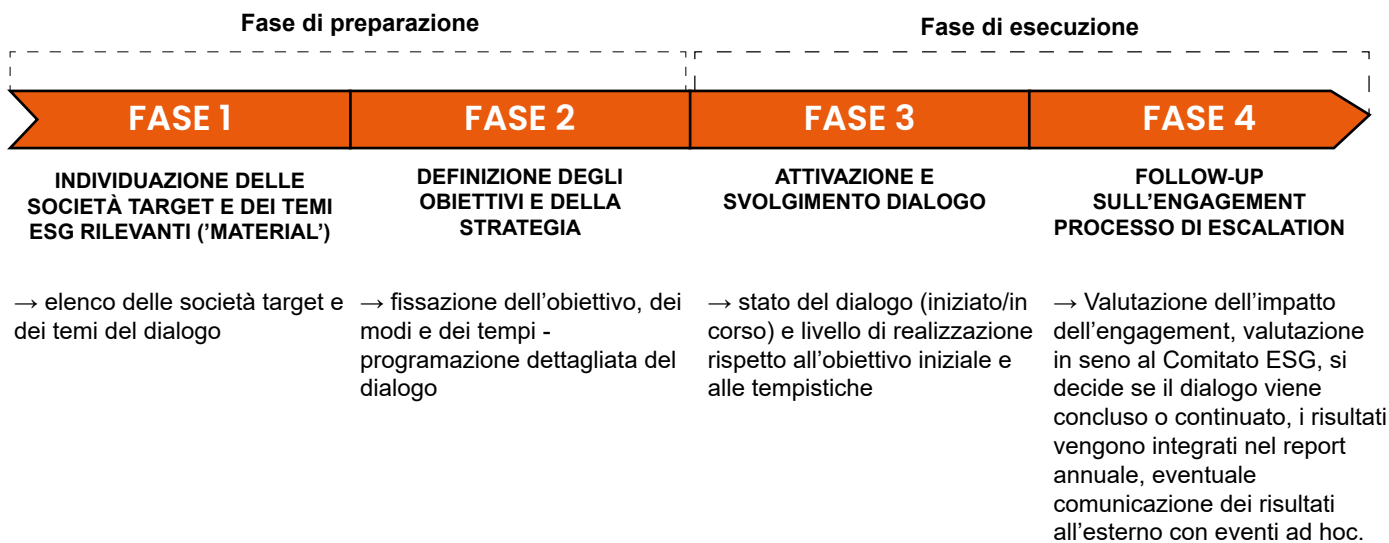 Fase di preparazione
Fase di esecuzione
FASE 1
FASE 2
FASE 3
FASE 4
INDIVIDUAZIONE DELLE
SOCIETÀ TARGET E DEI TEMI
ESG RILEVANTI (’MATERIAL’)
DEFINIZIONE DEGLI
OBIETTIVI E DELLA
STRATEGIA
ATTIVAZIONE E
SVOLGIMENTO DIALOGO
FOLLOW-UP
SULL’ENGAGEMENT
PROCESSO DI ESCALATION
→ elenco delle società target e
dei temi del dialogo
→ fissazione dell’obiettivo, dei
modi e dei tempi -
programmazione dettagliata del
dialogo
→ stato del dialogo (iniziato/in
corso) e livello di realizzazione
rispetto all’obiettivo iniziale e
alle tempistiche
→ Valutazione dell’impatto
dell’engagement, valutazione
in seno al Comitato ESG, si
decide se il dialogo viene
concluso o continuato, i risultati
vengono integrati nel report
annuale, eventuale
comunicazione dei risultati
all’esterno con eventi ad hoc.